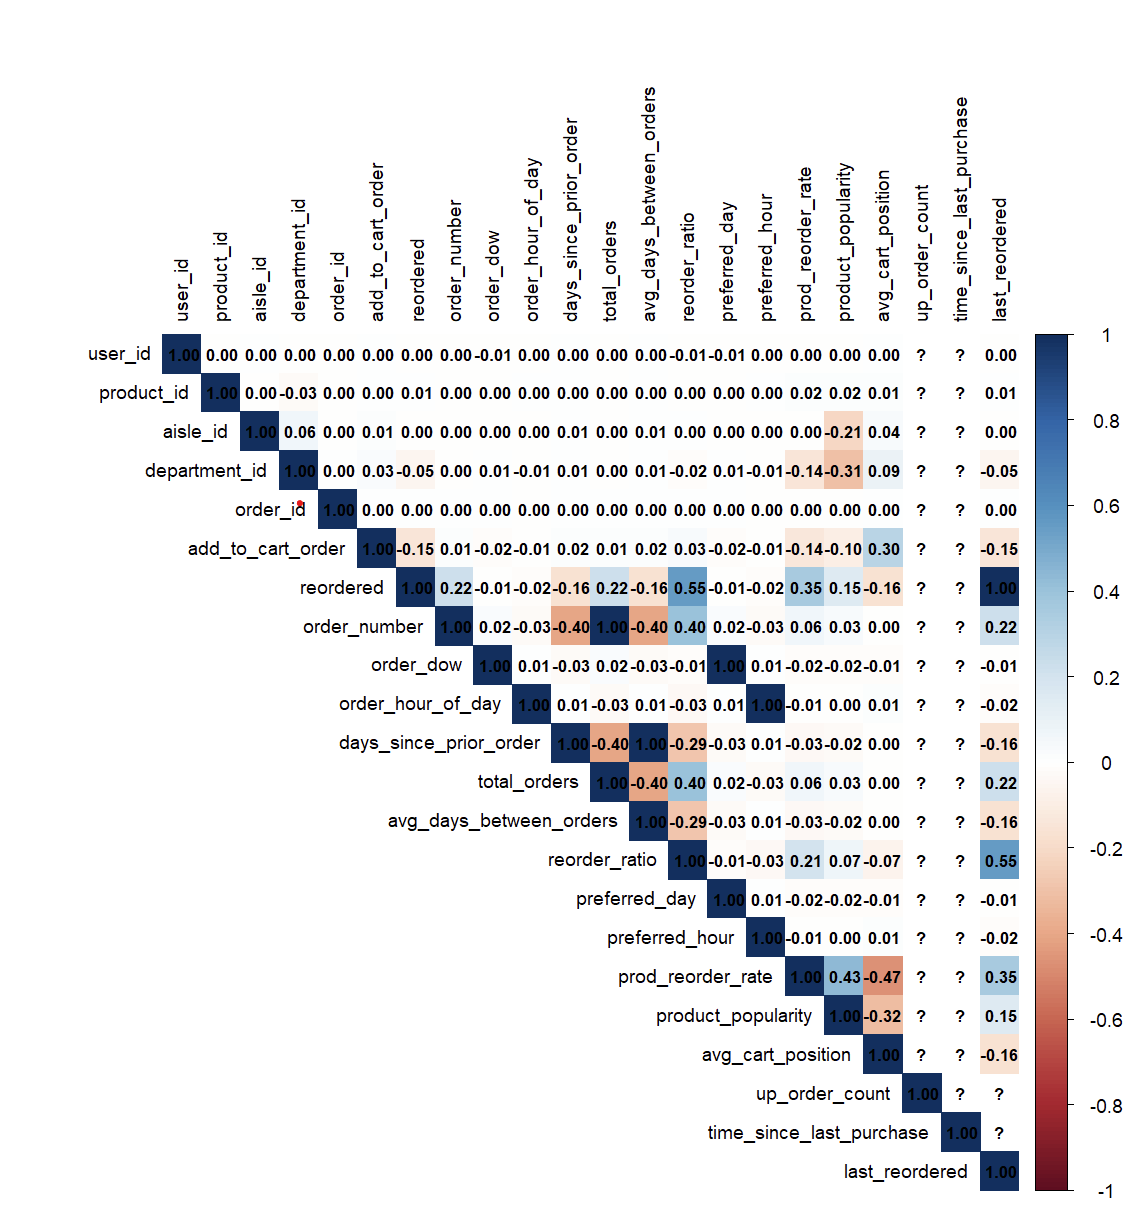 user_id
product_id
aisle_id
department_id
order_id
add_to_cart_order
reordered
order_number
order_dow
order_hour_of_day
days_since_prior_order
total_orders
avg_days_between_orders
reorder_ratio
preferred_day
preferred_hour
prod_reorder_rate
product_popularity
avg_cart_position
up_order_count
time_since_last_purchase
last_reordered
user_id 1.00 0.00 0.00 0.00 0.00 0.00 0.00 0.00 -0.01 0.00 0.00 0.00 0.00 -0.01 -0.01 0.00 0.00 0.00 0.00 ? ? 0.00
product_id 1.00 0.00 -0.03 0.00 0.00 0.01 0.00 0.00 0.00 0.00 0.00 0.00 0.00 0.00 0.00 0.02 0.02 0.01 ? ? 0.01
aisle_id 1.00 0.06 0.00 0.01 0.00 0.00 0.00 0.00 0.01 0.00 0.01 0.00 0.00 0.00 0.00 -0.21 0.04 ? ? 0.00
department_id 1.00 0.00 0.03 -0.05 0.00 0.01 -0.01 0.01 0.00 0.01 -0.02 0.01 -0.01 -0.14 -0.31 0.09 ? ? -0.05
order_id 1.00 0.00 0.00 0.00 0.00 0.00 0.00 0.00 0.00 0.00 0.00 0.00 0.00 0.00 0.00 ? ? 0.00
add_to_cart_order 1.00 -0.15 0.01 -0.02 -0.01 0.02 0.01 0.02 0.03 -0.02 -0.01 -0.14 -0.10 0.30 ? ? -0.15
reordered 1.00 0.22 -0.01 -0.02 -0.16 0.22 -0.16 0.55 -0.01 -0.02 0.35 0.15 -0.16 ? ? 1.00
order_number 1.00 0.02 -0.03 -0.40 1.00 -0.40 0.40 0.02 -0.03 0.06 0.03 0.00 ? ? 0.22
order_dow 1.00 0.01 -0.03 0.02 -0.03 -0.01 1.00 0.01 -0.02 -0.02 -0.01 ? ? -0.01
order_hour_of_day 1.00 0.01 -0.03 0.01 -0.03 0.01 1.00 -0.01 0.00 0.01 ? ? -0.02
days_since_prior_order 1.00 -0.40 1.00 -0.29 -0.03 0.01 -0.03 -0.02 0.00 ? ? -0.16
total_orders 1.00 -0.40 0.40 0.02 -0.03 0.06 0.03 0.00 ? ? 0.22
avg_days_between_orders 1.00 -0.29 -0.03 0.01 -0.03 -0.02 0.00 ? ? -0.16
reorder_ratio 1.00 -0.01 -0.03 0.21 0.07 -0.07 ? ? 0.55
preferred_day 1.00 0.01 -0.02 -0.02 -0.01 ? ? -0.01
preferred_hour 1.00 -0.01 0.00 0.01 ? ? -0.02
prod_reorder_rate 1.00 0.43 -0.47 ? ? 0.35
product_popularity 1.00 -0.32 ? ? 0.15
avg_cart_position 1.00 ? ? -0.16
up_order_count 1.00 ? ?
time_since_last_purchase 1.00 ?
last_reordered 1.00
1
0.8
0.6
0.4
0.2
0
-0.2
-0.4
-0.6
-0.8
-1